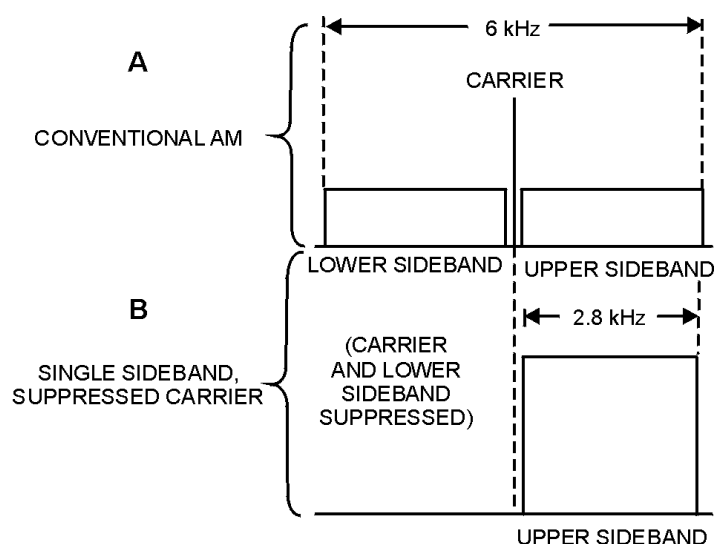 6 kHz
A
CARRIER
CONVENTIONAL AM
LOWER SIDEBAND
UPPER SIDEBAND
B
2.8 kHz
(CARRIER
AND LOWER
SIDEBAND
SUPPRESSED)
SINGLE SIDEBAND,
SUPPRESSED CARRIER
UPPER SIDEBAND